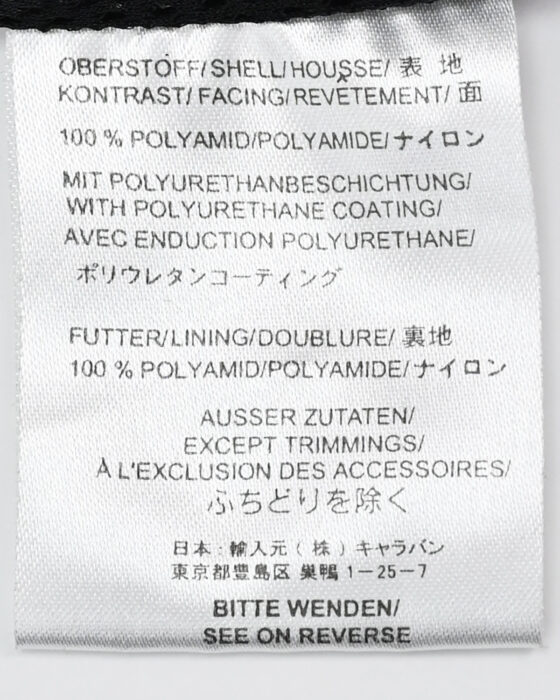 OBERSTOFF/SHELL/HOUSSE/ 表 地
KONTRAST/ FACING/REVÊTEMENT/ 面
100 % POLYAMID/POLYAMIDE/ナイロン
MIT POLYURETHANBESCHICHTUNG/
WITH POLYURETHANE COATING/
AVEC ENDUCTION POLYURETHANE/
ポリウレタンコーティング
FUTTER/LINING/DOUBLURE/ 裏地
100 % POLYAMID/POLYAMIDE/ナイロン
AUSSER ZUTATEN/
EXCEPT TRIMMINGS/
À L'EXCLUSION DES ACCESSOIRES/
ふちどりを除く
日本：輸入元（株）キャラバン
東京都豊島区 巣鴨 1－25－7
BITTE WENDEN/
SEE ON REVERSE